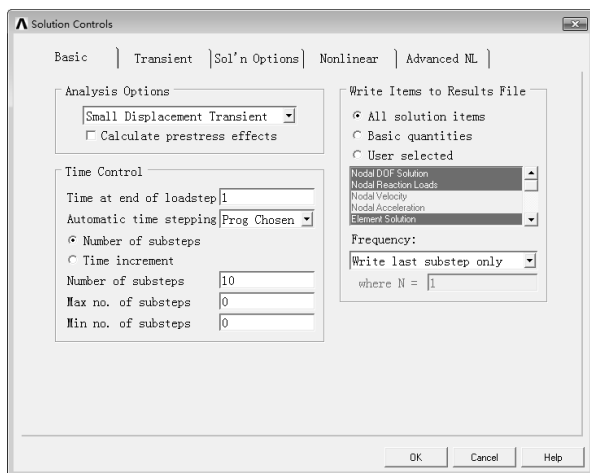 Solution Controls
Basic Transient Sol'n Options Nonlinear Advanced NL
Analysis Options
Small Displacement Transient
Calculate prestress effects
Time Control
Time at end of loadstep 1
Automatic time stepping Prog Chosen
Number of substeps
Time increment
Number of substeps 10
Max no. of substeps 0
Min no. of substeps 0
Write Items to Results File
All solution items
Basic quantities
User selected
Nodal DOF Solution
Nodal Reaction Loads
Nodal Velocity
Nodal Acceleration
Element Solution
Frequency:
Write last substep only
where N = 1
OK Cancel Help